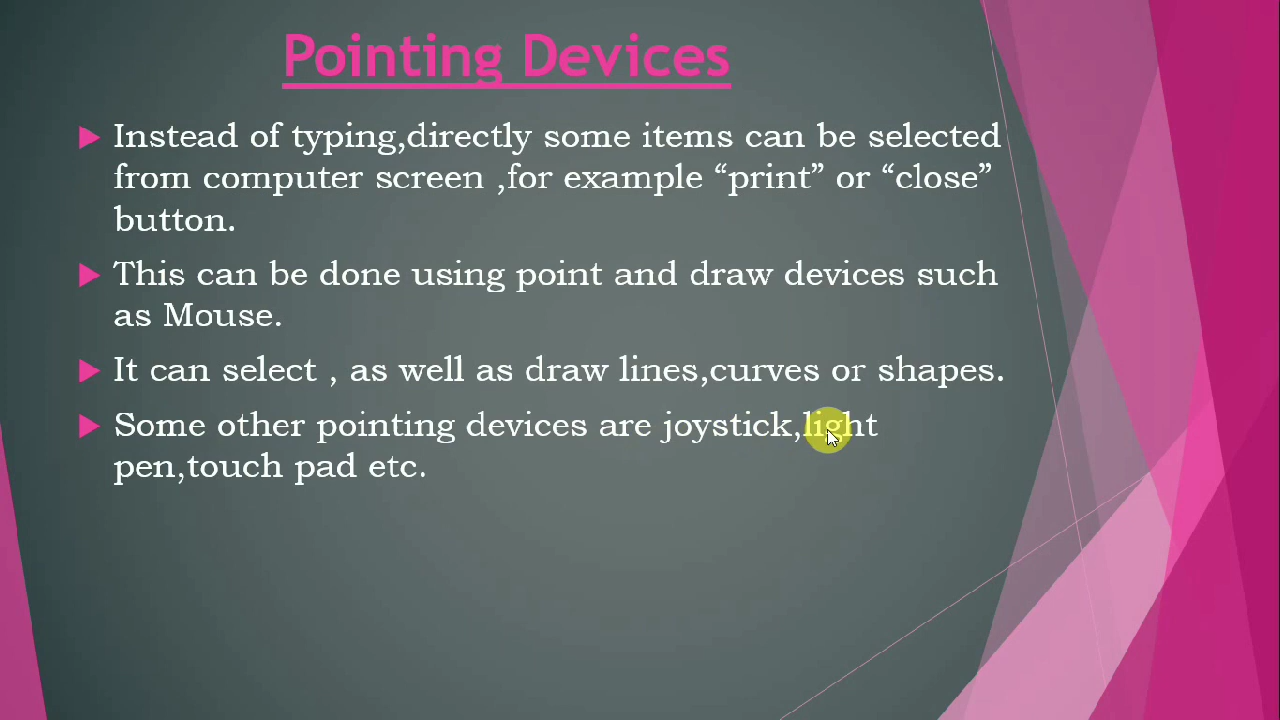 Pointing Devices
Instead of typing,directly some items can be selected
from computer screen ,for example “print” or “close”
button.
This can be done using point and draw devices such
as Mouse.
It can select , as well as draw lines,curves or shapes.
Some other pointing devices are joystick,light
pen,touch pad etc.